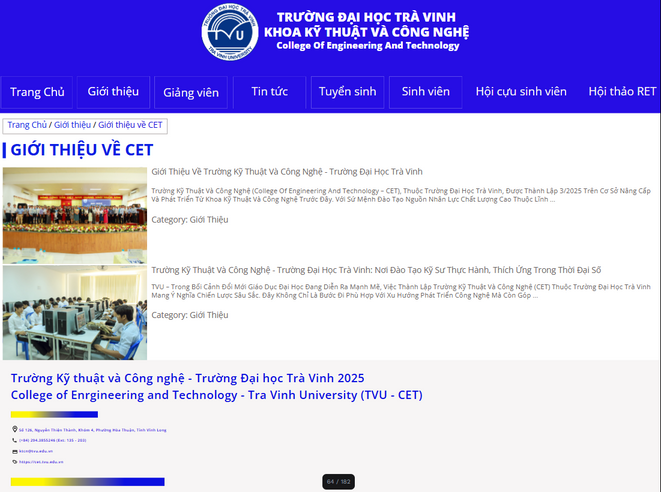 TRƯỜNG ĐẠI HỌC TRÀ VINH
KHOA KỸ THUẬT VÀ CÔNG NGHỆ
College Of Engineering And Technology
TVU
TRA VINH UNIVERSITY
Trang Chủ
Giới thiệu
Giảng viên
Tin tức
Tuyển sinh
Sinh viên
Hội cựu sinh viên
Hội thảo RET
Trang Chủ / Giới thiệu / Giới thiệu về CET
GIỚI THIỆU VỀ CET
Giới Thiệu Về Trường Kỹ Thuật Và Công Nghệ - Trường Đại Học Trà Vinh
Trường Kỹ Thuật Và Công Nghệ (College Of Engineering And Technology – CET), Thuộc Trường Đại Học Trà Vinh, Được Thành Lập 3/2025 Trên Cơ Sở Nâng Cấp
Và Phát Triển Từ Khoa Kỹ Thuật Và Công Nghệ Trước Đây. Với Sứ Mệnh Đào Tạo Nguồn Nhân Lực Chất Lượng Cao Thuộc Lĩnh ...
Category: Giới Thiệu
Trường Kỹ Thuật Và Công Nghệ - Trường Đại Học Trà Vinh: Nơi Đào Tạo Kỹ Sư Thực Hành, Thích Ứng Trong Thời Đại Số
TVU – Trong Bối Cảnh Đổi Mới Giáo Dục Đại Học Đang Diễn Ra Mạnh Mẽ, Việc Thành Lập Trường Kỹ Thuật Và Công Nghệ (CET) Thuộc Trường Đại Học Trà Vinh
Mang Ý Nghĩa Chiến Lược Sâu Sắc. Đây Không Chỉ Là Bước Đi Phù Hợp Với Xu Hướng Phát Triển Công Nghệ Mà Còn Góp ...
Category: Giới Thiệu
Trường Kỹ thuật và Công nghệ - Trường Đại học Trà Vinh 2025
College of Enrgineering and Technology - Tra Vinh University (TVU - CET)
Số 126, Nguyễn Thiện Thành, Khóm 4, Phường Hòa Thuận, Tỉnh Vĩnh Long
(+84) 294.3855246 (Ext: 135 - 203)
ktcn@tvu.edu.vn
https://cet.tvu.edu.vn
64 / 182